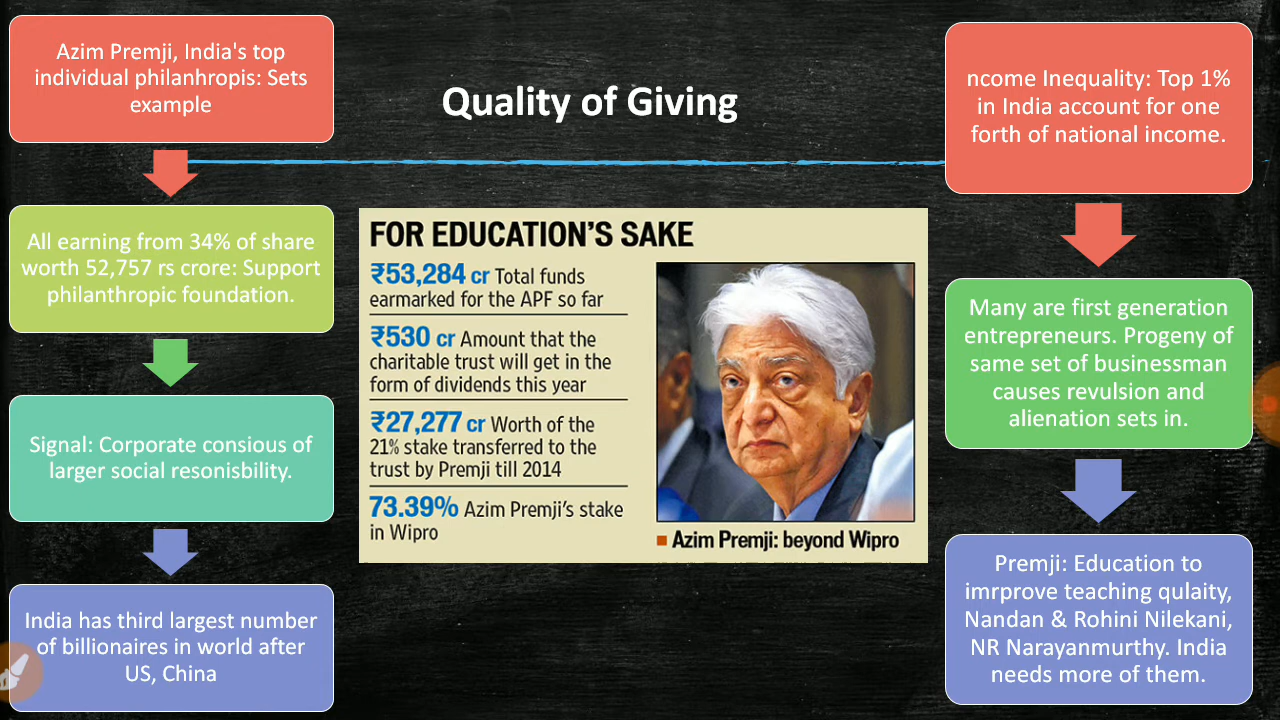 Azim Premji, India's top
individual philanhropis: Sets
example
All earning from 34% of share
worth 52,757 rs crore: Support
philanthropic foundation.
Signal: Corporate consious of
larger social resonisbility.
India has third largest number
of billionaires in world after
US, China
Quality of Giving
FOR EDUCATION'S SAKE
₹53,284 cr Total funds
earmarked for the APF so far
₹530 cr Amount that the
charitable trust will get in the
form of dividends this year
₹27,277 cr Worth of the
21% stake transferred to the
trust by Premji till 2014
73.39% Azim Premji's stake
in Wipro
Azim Premji: beyond Wipro
ncome Inequality: Top 1%
in India account for one
forth of national income.
Many are first generation
entrepreneurs. Progeny of
same set of businessman
causes revulsion and
alienation sets in.
Premji: Education to
imrprove teaching qulaity,
Nandan & Rohini Nilekani,
NR Narayanmurthy. India
needs more of them.